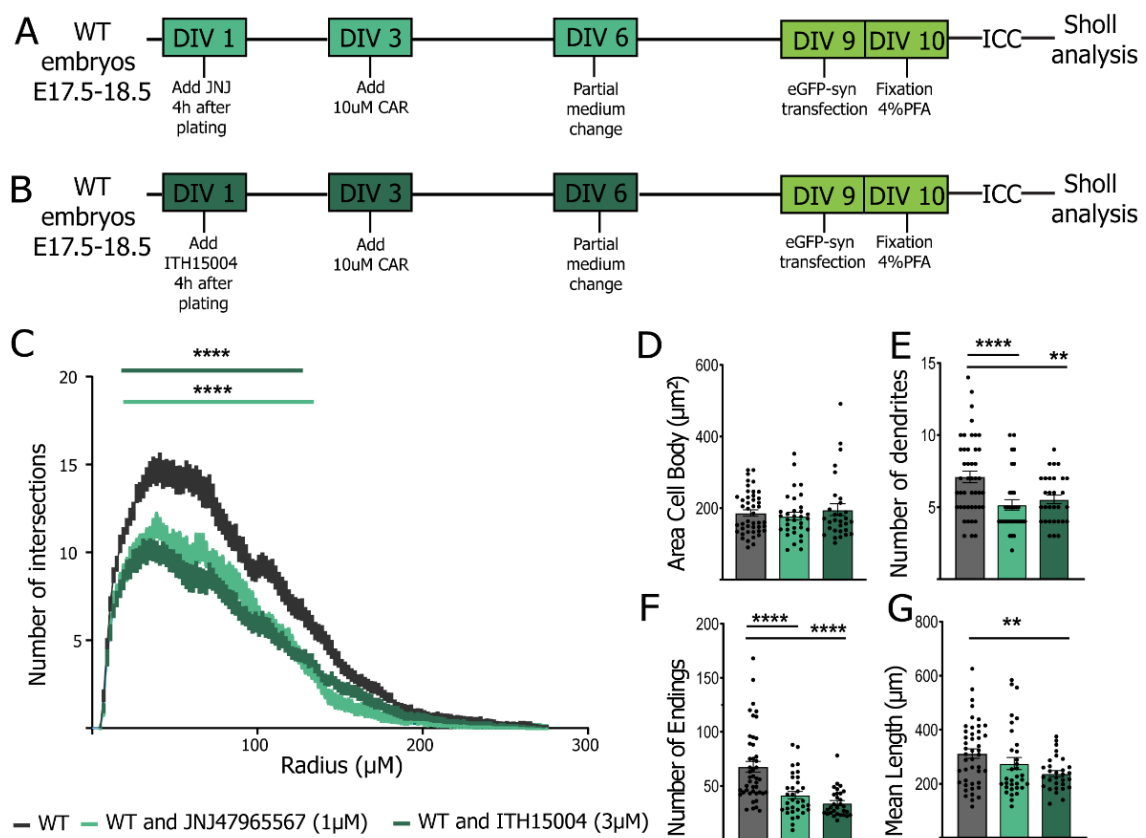 A
WT
embryos
E17.5-18.5
DIV 1
DIV 3
DIV 6
DIV 9
DIV 10
ICC
Sholl
analysis
Add JNJ
4h after
plating
Add
10uM CAR
Partial
medium
change
eGFP-syn
transfection
Fixation
4%PFA
B
WT
embryos
E17.5-18.5
DIV 1
DIV 3
DIV 6
DIV 9
DIV 10
ICC
Sholl
analysis
Add
ITH15004
4h after
plating
Add
10uM CAR
Partial
medium
change
eGFP-syn
transfection
Fixation
4%PFA
C
****
****
20
15
10
5
100
200
300
Number of intersections
Radius (µM)
D
600
400
200
Area Cell Body (µm²)
E
****
**
15
10
5
Number of dendrites
F
****
****
200
150
100
50
Number of Endings
G
**
800
600
400
200
Mean Length (µm)
WT
WT and JNJ47965567 (1µM)
WT and ITH15004 (3µM)